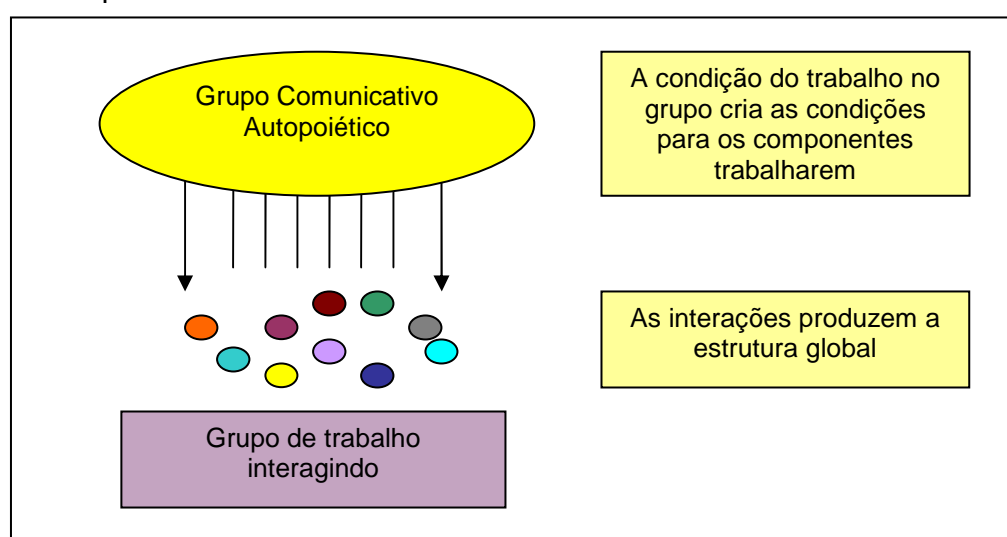 Grupo Comunicativo
Autopoiético
A condição do trabalho no
grupo cria as condições
para os componentes
trabalharem
As interações produzem a
estrutura global
Grupo de trabalho
interagindo